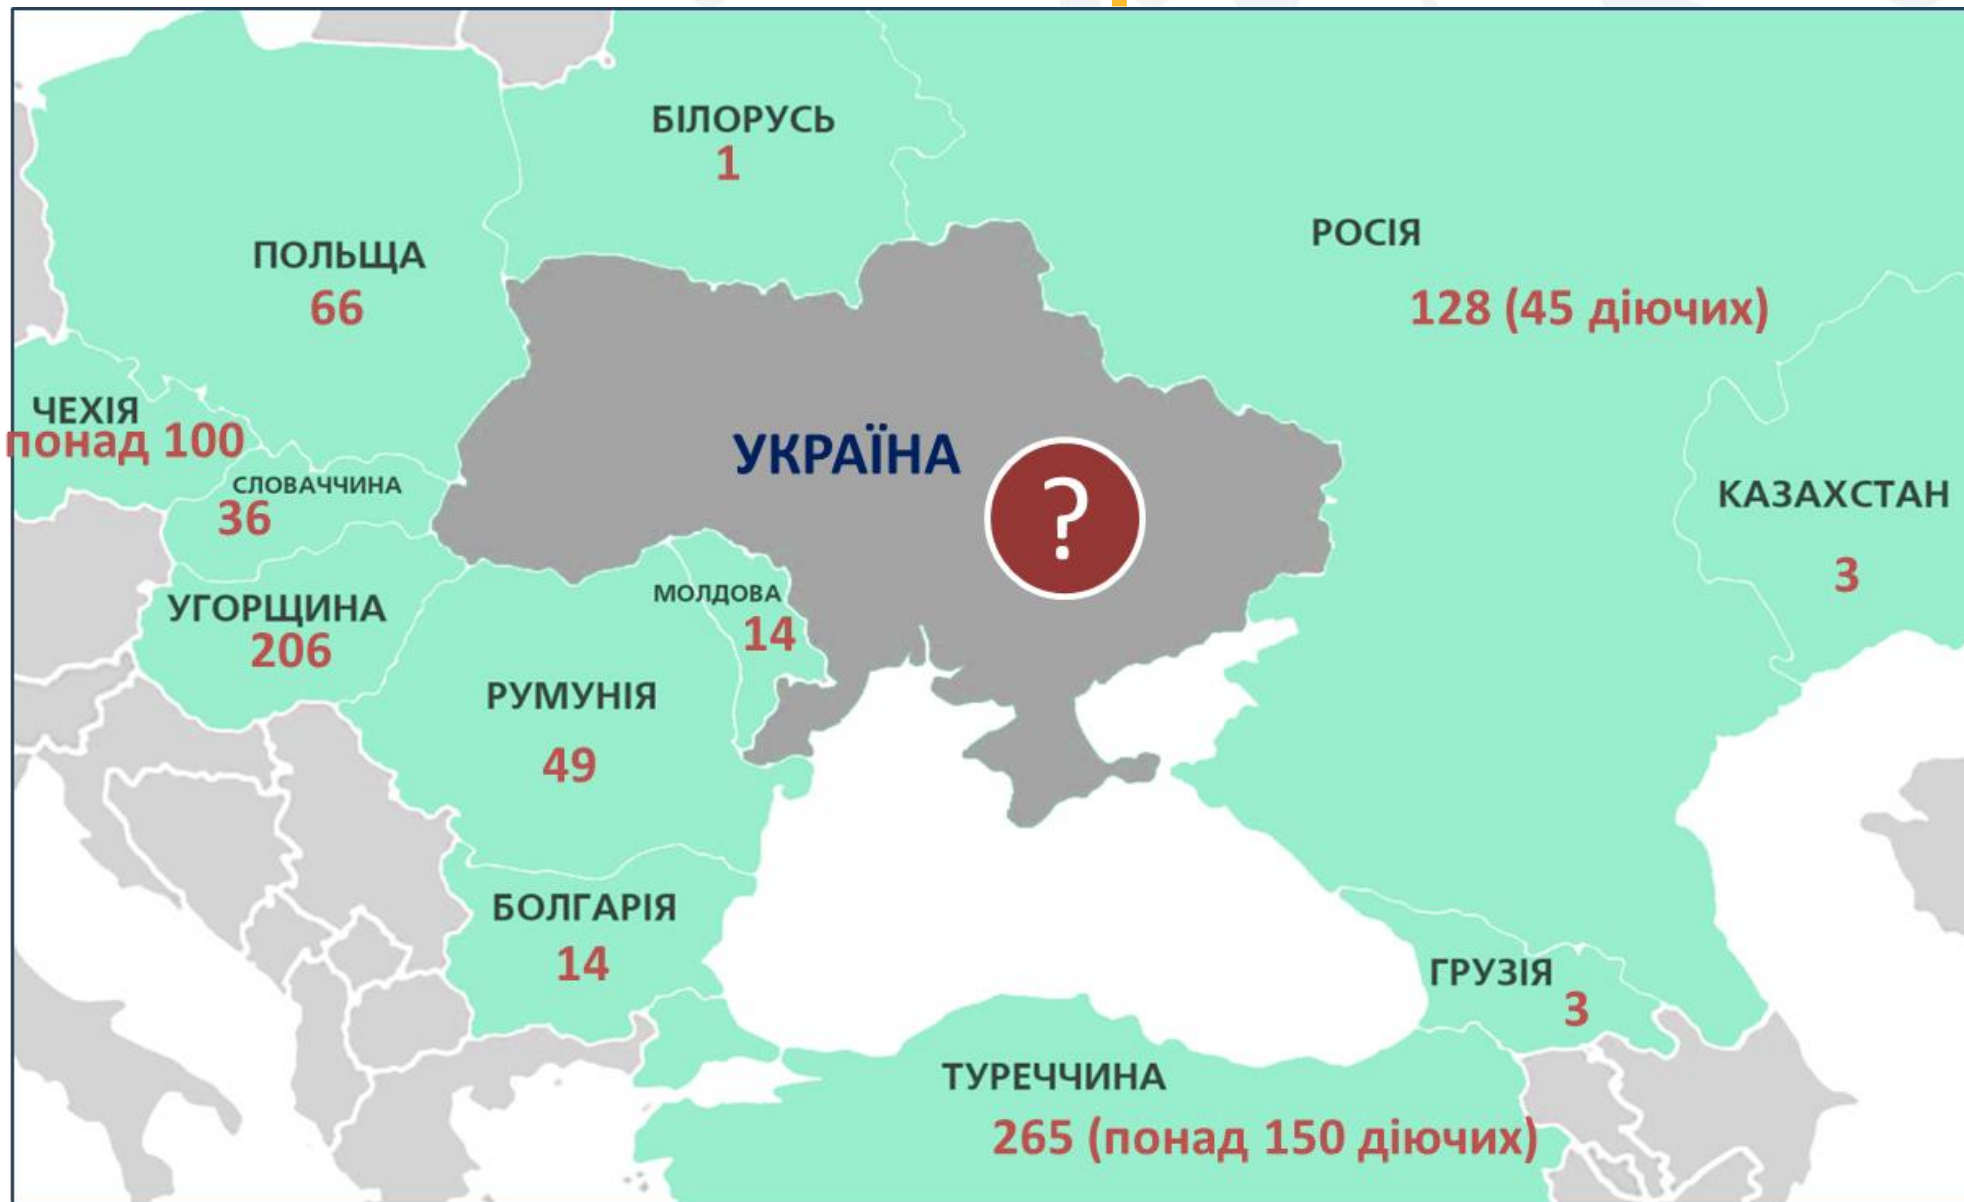 БІЛОРУСЬ
1
ПОЛЬЩА
66
РОСІЯ
128 (45 діючих)
ЧЕХІЯ
понад 100
СЛОВАЧЧИНА
36
УКРАЇНА
?
КАЗАХСТАН
3
УГОРЩИНА
206
МОЛДОВА
14
РУМУНІЯ
49
БОЛГАРІЯ
14
ГРУЗІЯ
3
ТУРЕЧЧИНА
265 (понад 150 діючих)